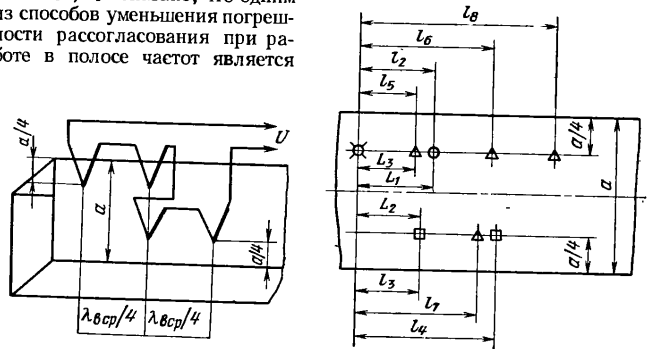 из способов уменьшения погреш-
ности рассогласования при ра-
боте в полосе частот является
U
a/4
a
a/4
λвср/4 λвср/4
l8
l6
l2
l5
L3
L1
L2
l3
l7
l4
a/4
a
a/4